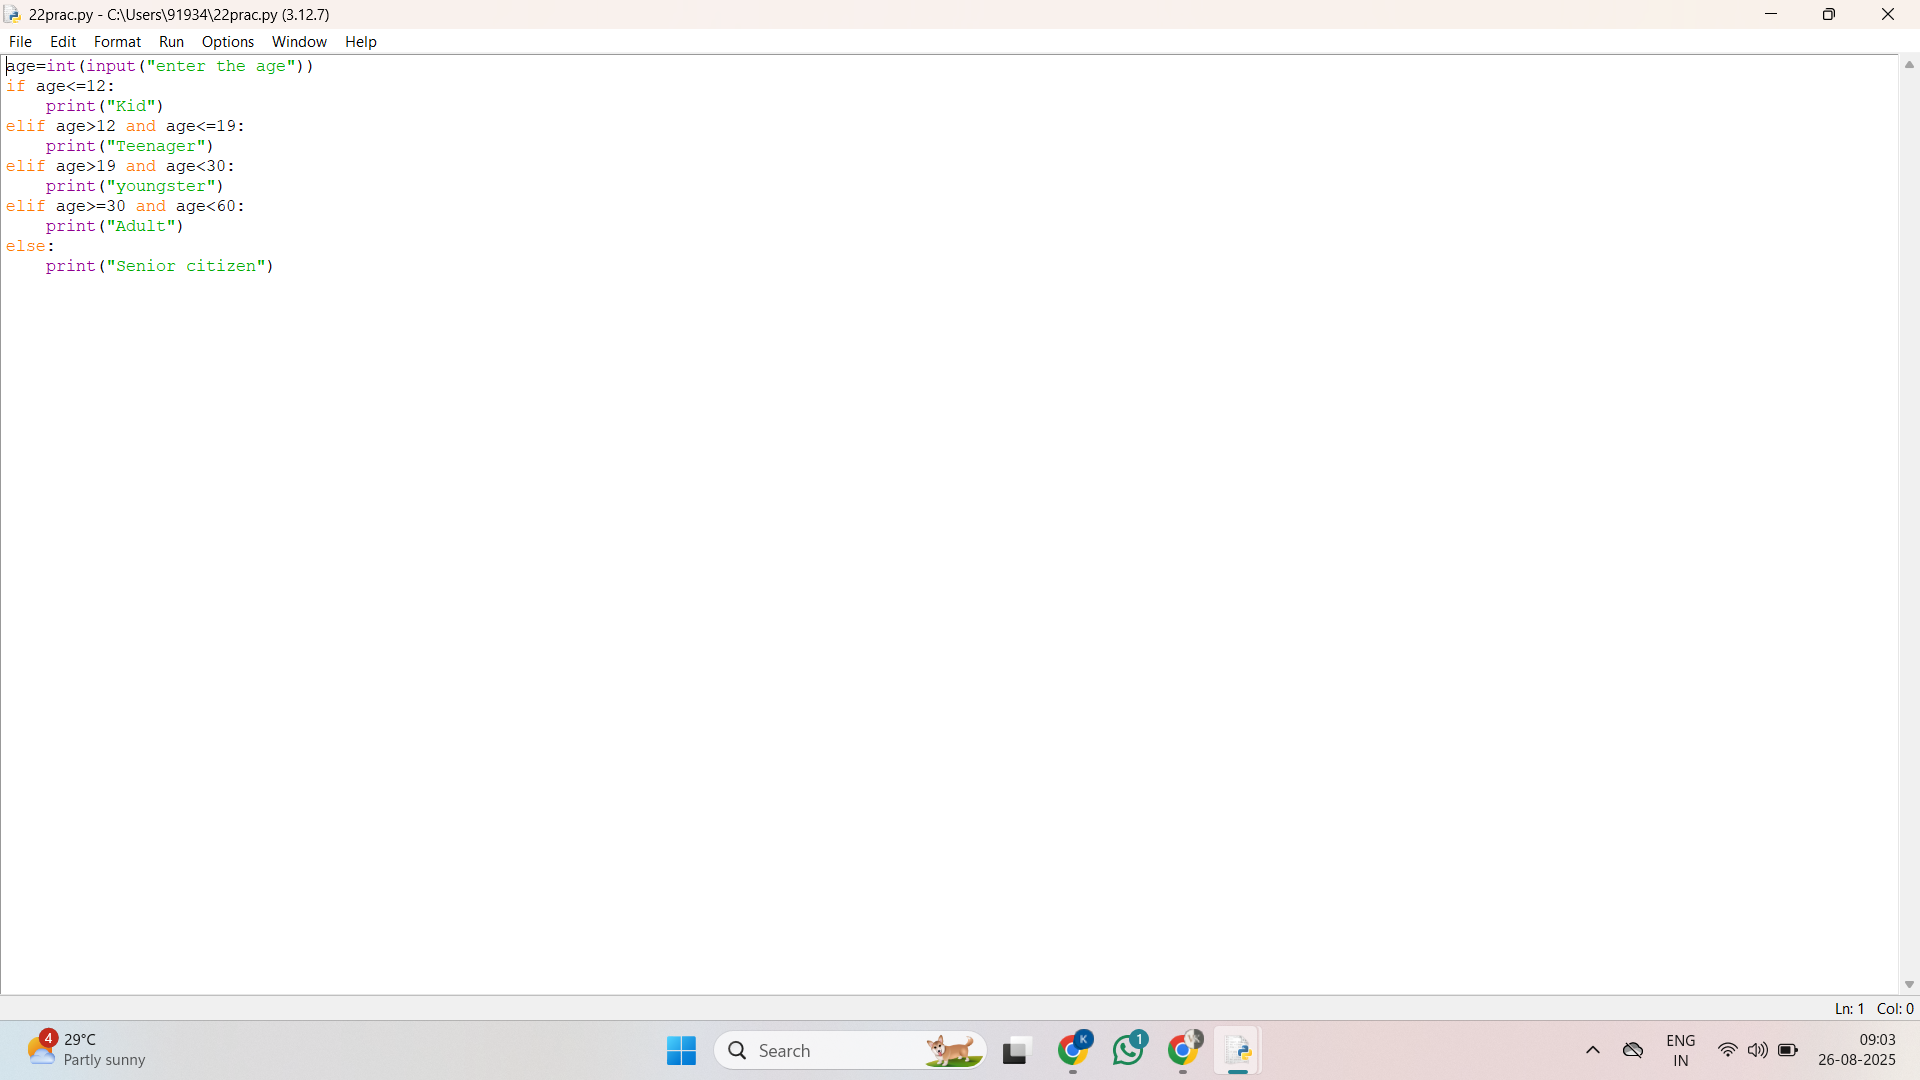 22prac.py - C:\Users\91934\22prac.py (3.12.7)
File Edit Format Run Options Window Help
age=int(input("enter the age"))
if age<=12:
    print("Kid")
elif age>12 and age<=19:
    print("Teenager")
elif age>19 and age<30:
    print("youngster")
elif age>=30 and age<60:
    print("Adult")
else:
    print("Senior citizen")
Ln: 1 Col: 0
4
29°C
Partly sunny
Search
K
1
VK
ENG
IN
09:03
26-08-2025